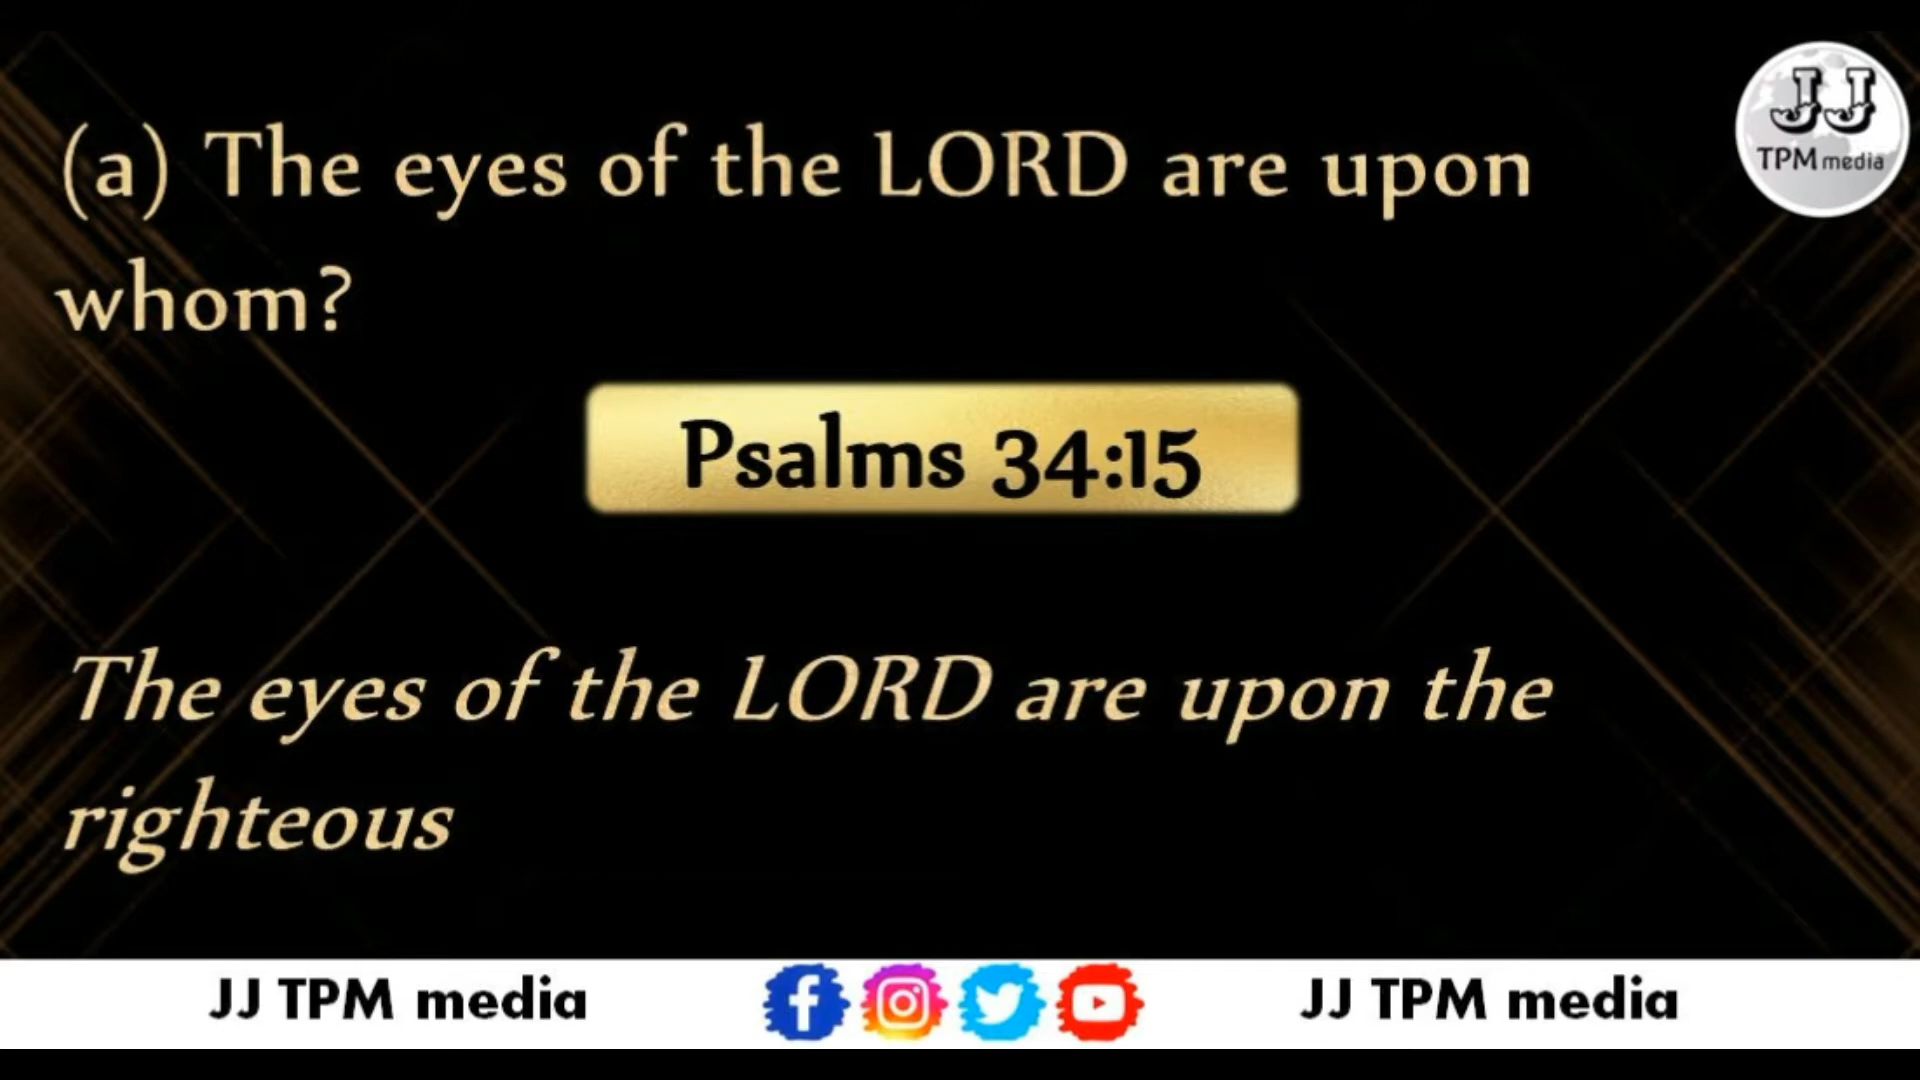 JJ
TPM media
(a) The eyes of the LORD are upon
whom?
Psalms 34:15
The eyes of the LORD are upon the
righteous
JJ TPM media
JJ TPM media